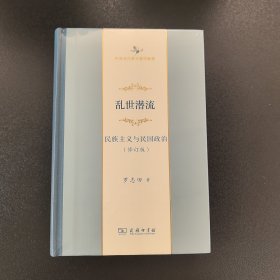 乱世潜流
民族主义与民国政治
（修订版）
罗志田 著
商务印书馆